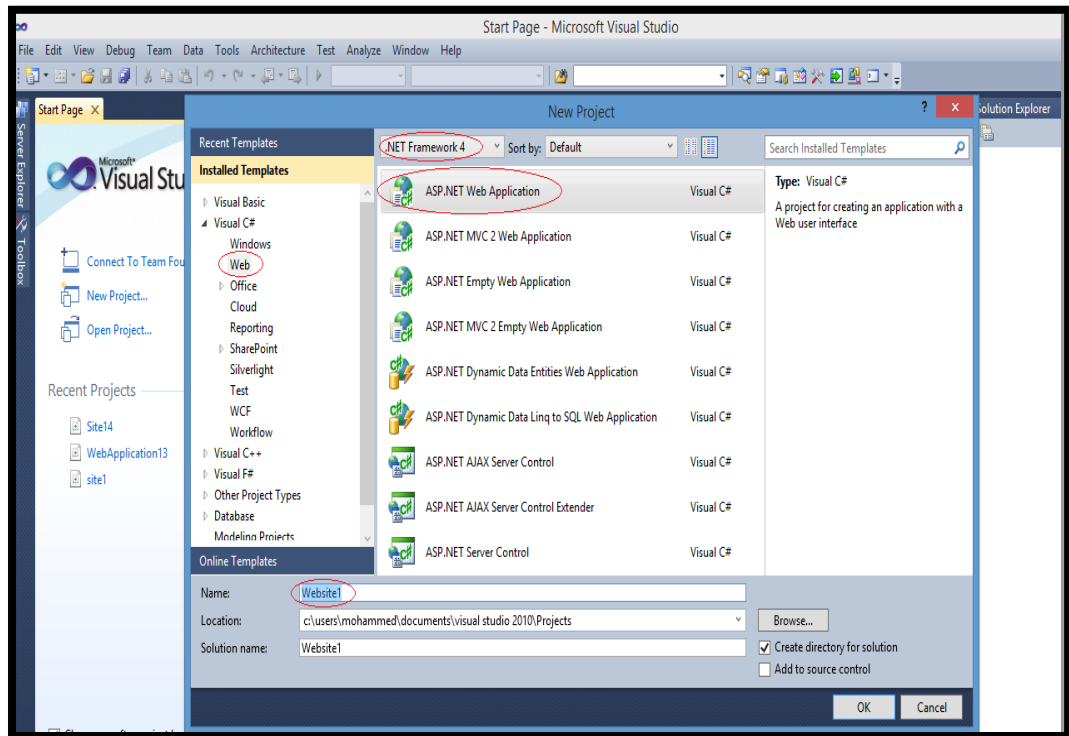 Start Page - Microsoft Visual Studio
File Edit View Debug Team Data Tools Architecture Test Analyze Window Help
Start Page X
Server Explorer
Toolbox
Microsoft®
Visual Stu
Connect To Team Fou
New Project...
Open Project...
Recent Projects
Site14
WebApplication13
site1
Solution Explorer
New Project
? x
Recent Templates
.NET Framework 4 Sort by: Default
Search Installed Templates
Installed Templates
Visual Basic
Visual C#
Windows
Web
Office
Cloud
Reporting
SharePoint
Silverlight
Test
WCF
Workflow
Visual C++
Visual F#
Other Project Types
Database
Modeling Projects
Online Templates
ASP.NET Web Application Visual C#
ASP.NET MVC 2 Web Application Visual C#
ASP.NET Empty Web Application Visual C#
ASP.NET MVC 2 Empty Web Application Visual C#
ASP.NET Dynamic Data Entities Web Application Visual C#
ASP.NET Dynamic Data Linq to SQL Web Application Visual C#
ASP.NET AJAX Server Control Visual C#
ASP.NET AJAX Server Control Extender Visual C#
ASP.NET Server Control Visual C#
Type: Visual C#
A project for creating an application with a
Web user interface
Name: Website1
Location: c:\users\mohammed\documents\visual studio 2010\Projects
Browse...
Solution name: Website1
Create directory for solution
Add to source control
OK Cancel